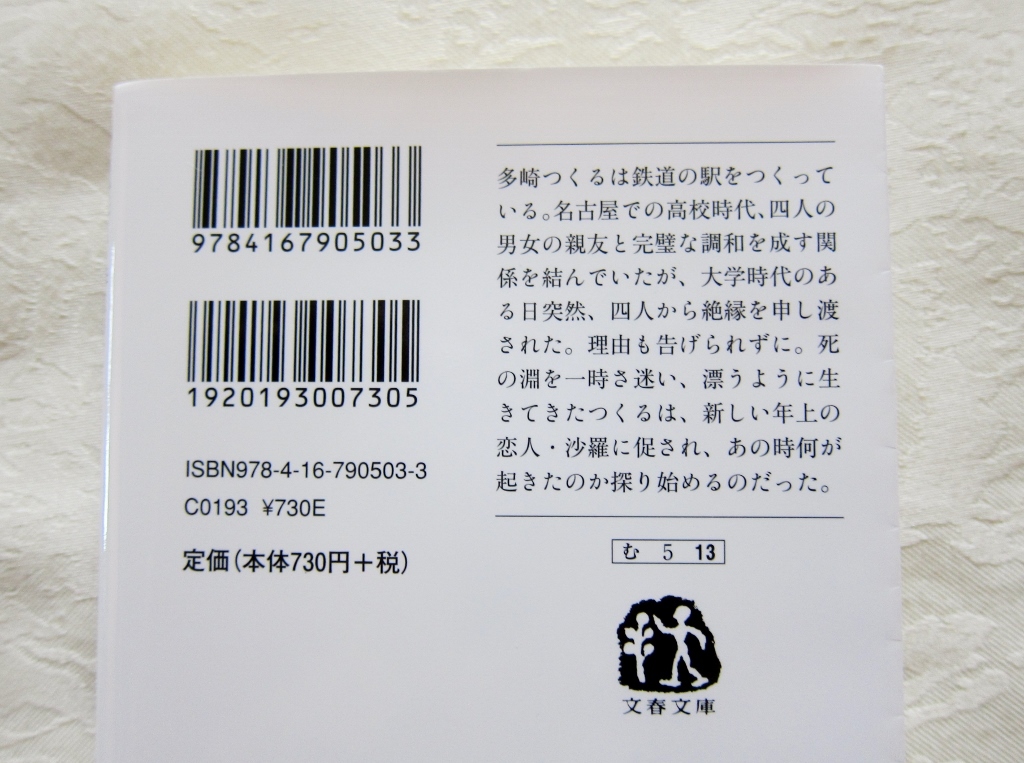 9784167905033
1920193007305
ISBN978-4-16-790503-3
C0193 ¥730E
定価(本体730円＋税)
多崎つくるは鉄道の駅をつくって
いる。名古屋での高校時代、四人の
男女の親友と完璧な調和を成す関
係を結んでいたが、大学時代のあ
る日突然、四人から絶縁を申し渡
された。理由も告げられずに。死
の淵を一時さ迷い、漂うように生
きてきたつくるは、新しい年上の
恋人・沙羅に促され、あの時何が
起きたのか探り始めるのだった。
む 5 13
文春文庫